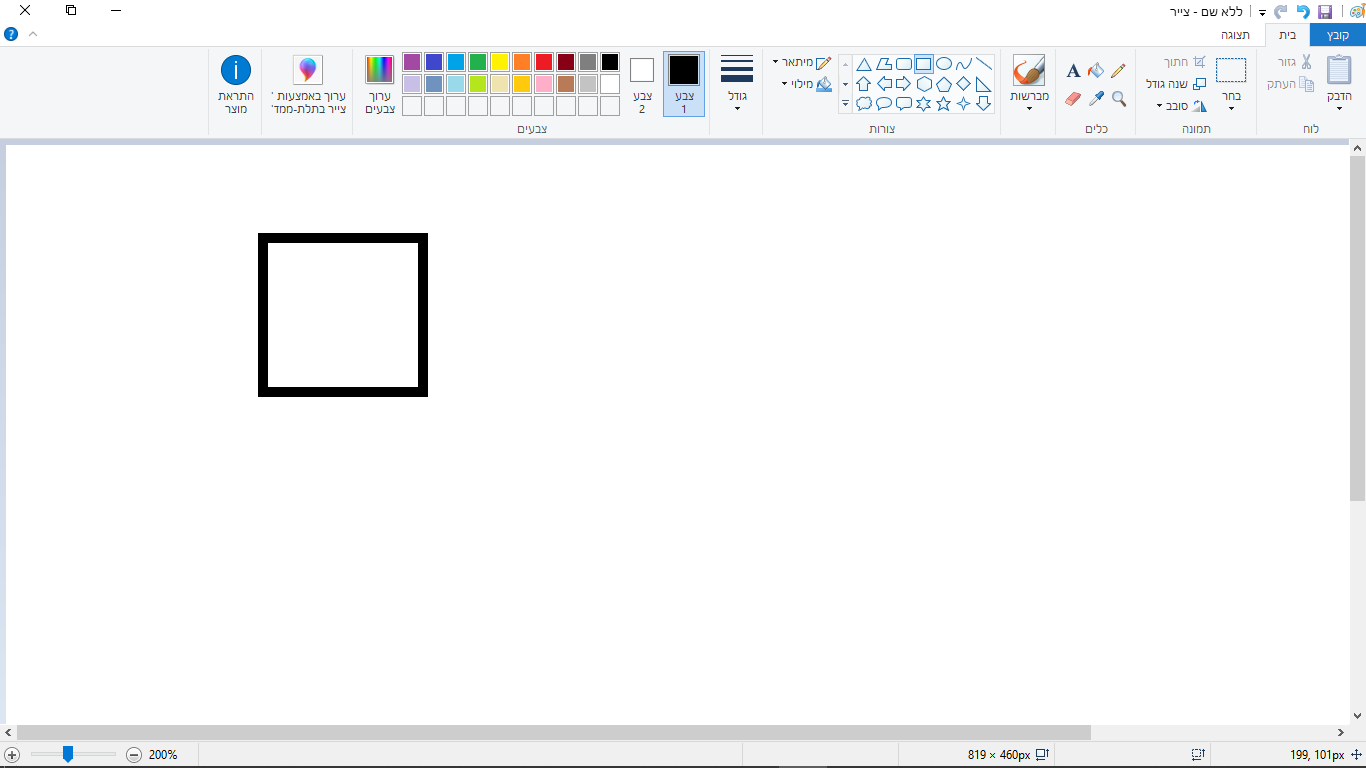 ללא שם - צייר
קובץ
בית
תצוגה
הדבק
גזור
העתק
לוח
בחר
חתוך
שנה גודל
סובב
תמונה
A
כלים
מברשות
מיתאר
מילוי
צורות
גודל
צבע
1
צבע
2
ערוך
צבעים
צבעים
ערוך באמצעות '
צייר בתלת-ממד'
התראת
מוצר
i
?
199, 101px
819 × 460px
200%